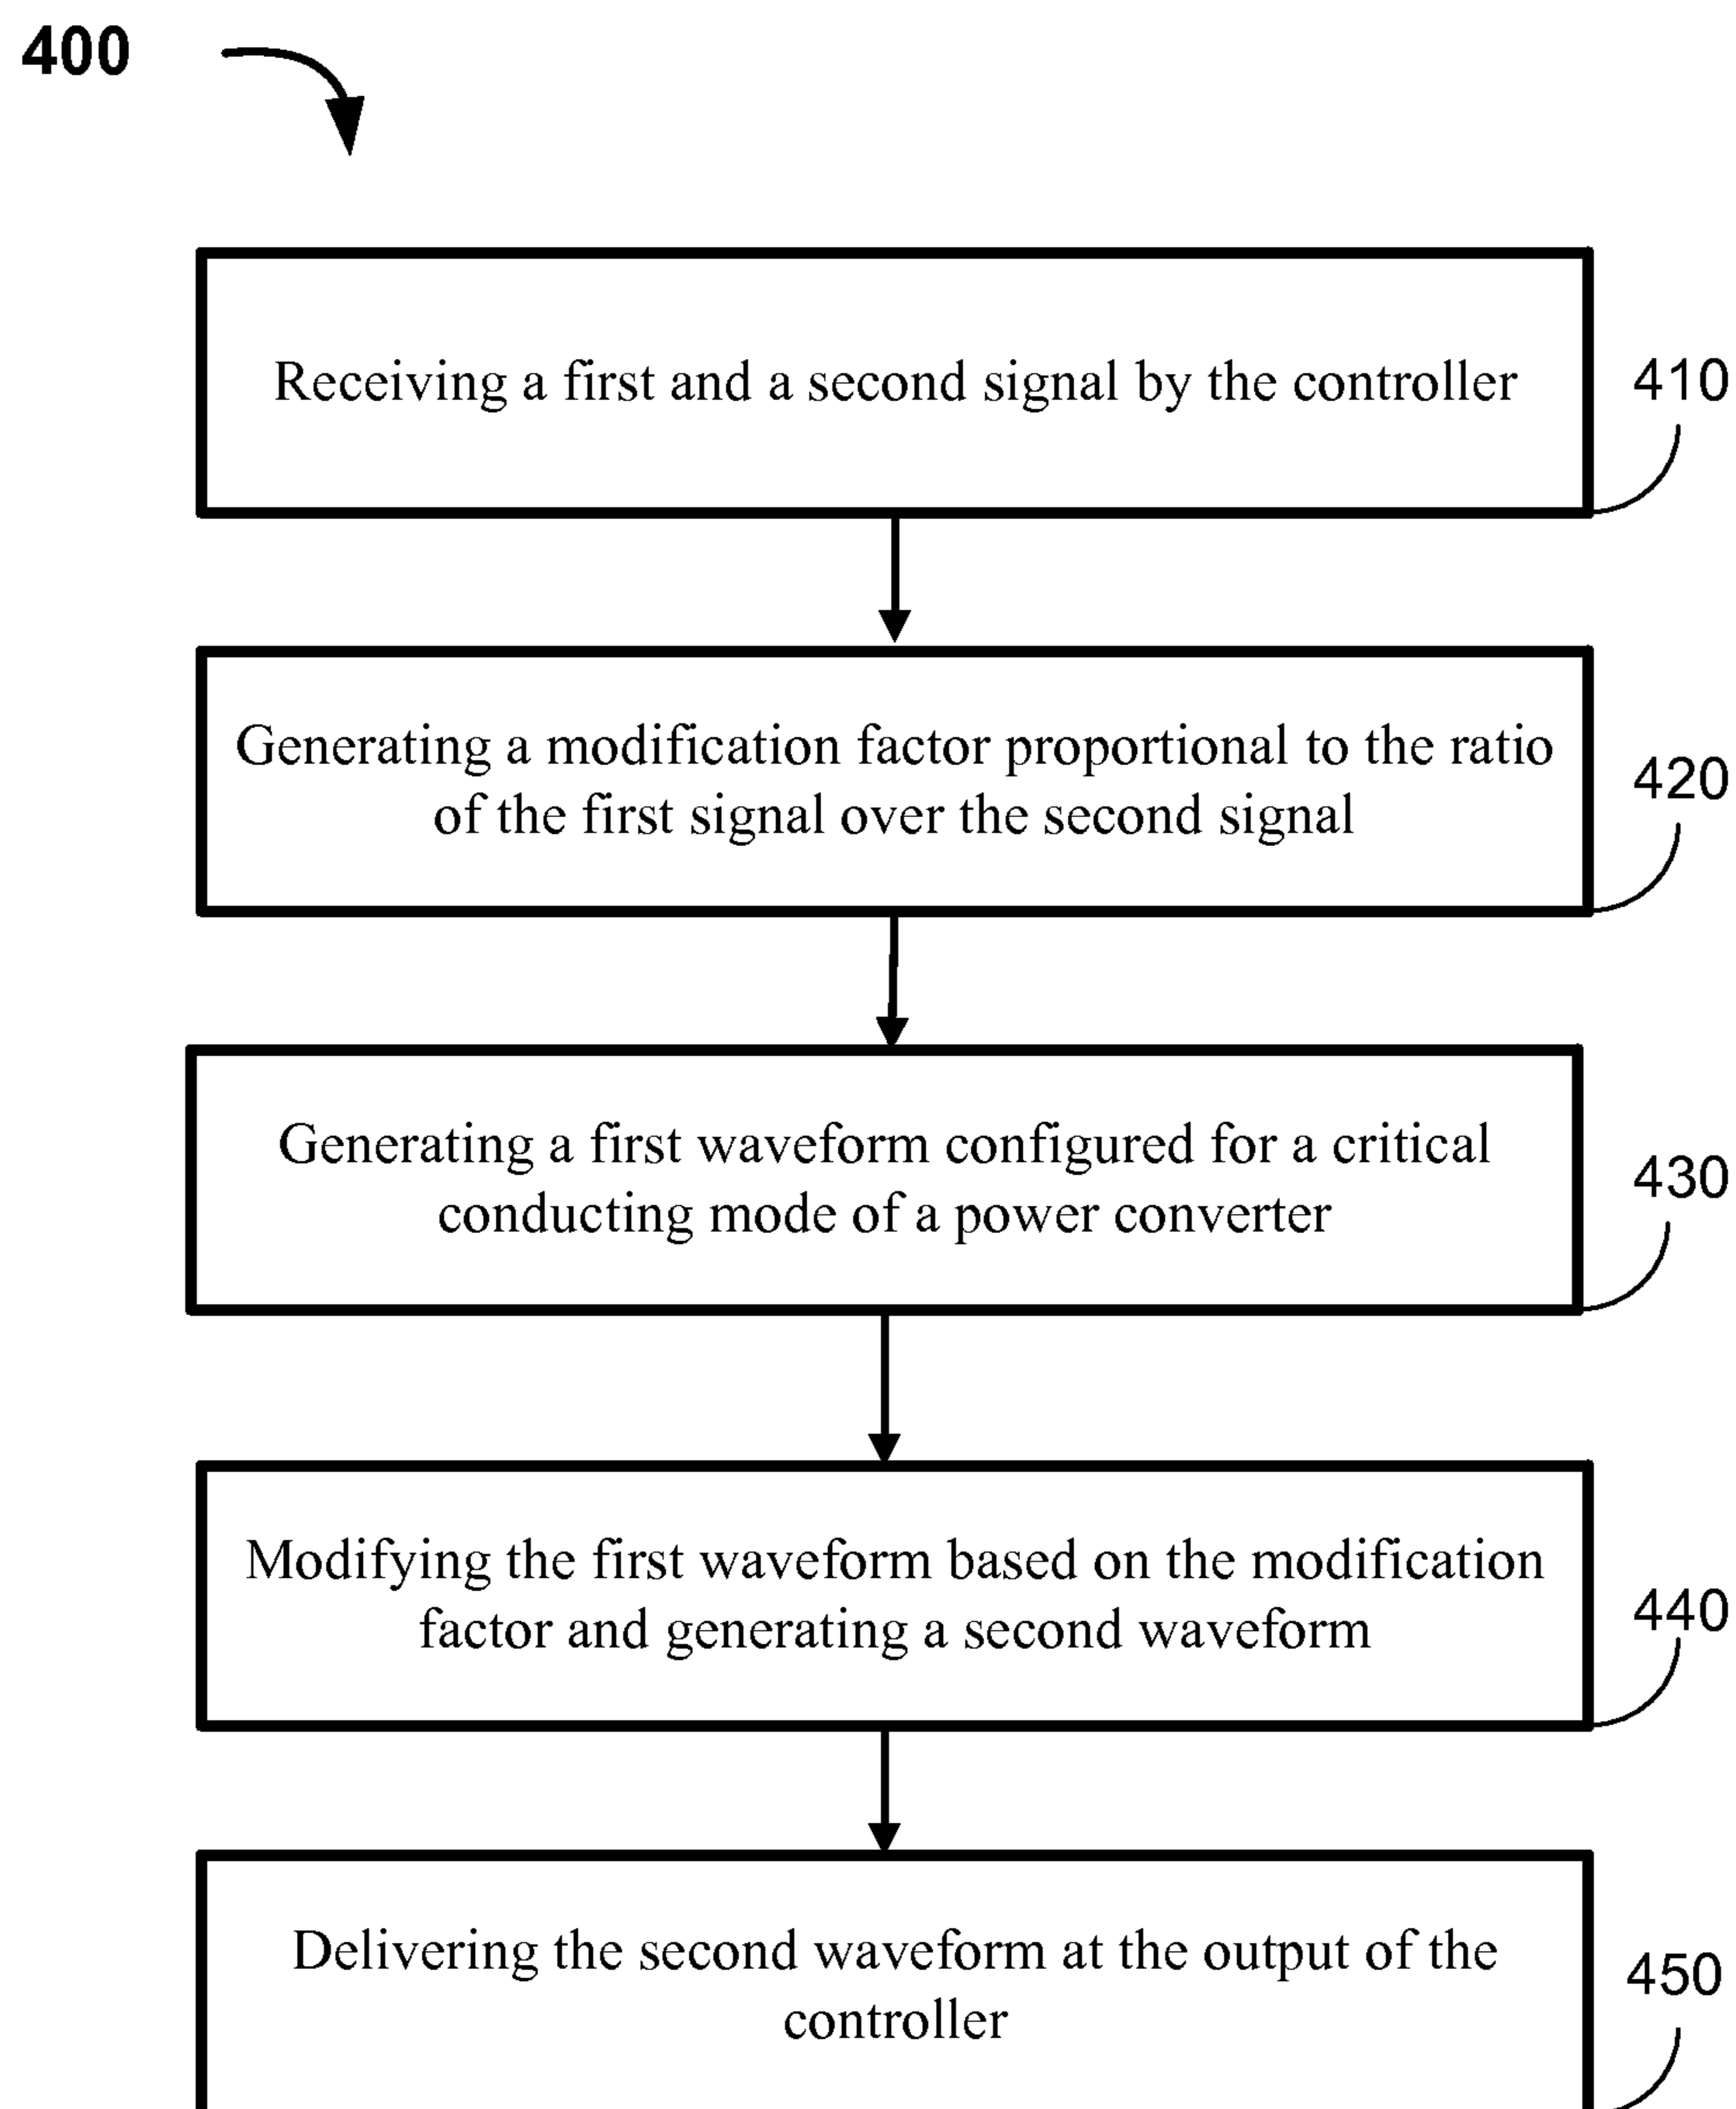 400
Receiving a first and a second signal by the controller
410
Generating a modification factor proportional to the ratio
of the first signal over the second signal
420
Generating a first waveform configured for a critical
conducting mode of a power converter
430
Modifying the first waveform based on the modification
factor and generating a second waveform
440
Delivering the second waveform at the output of the
controller
450